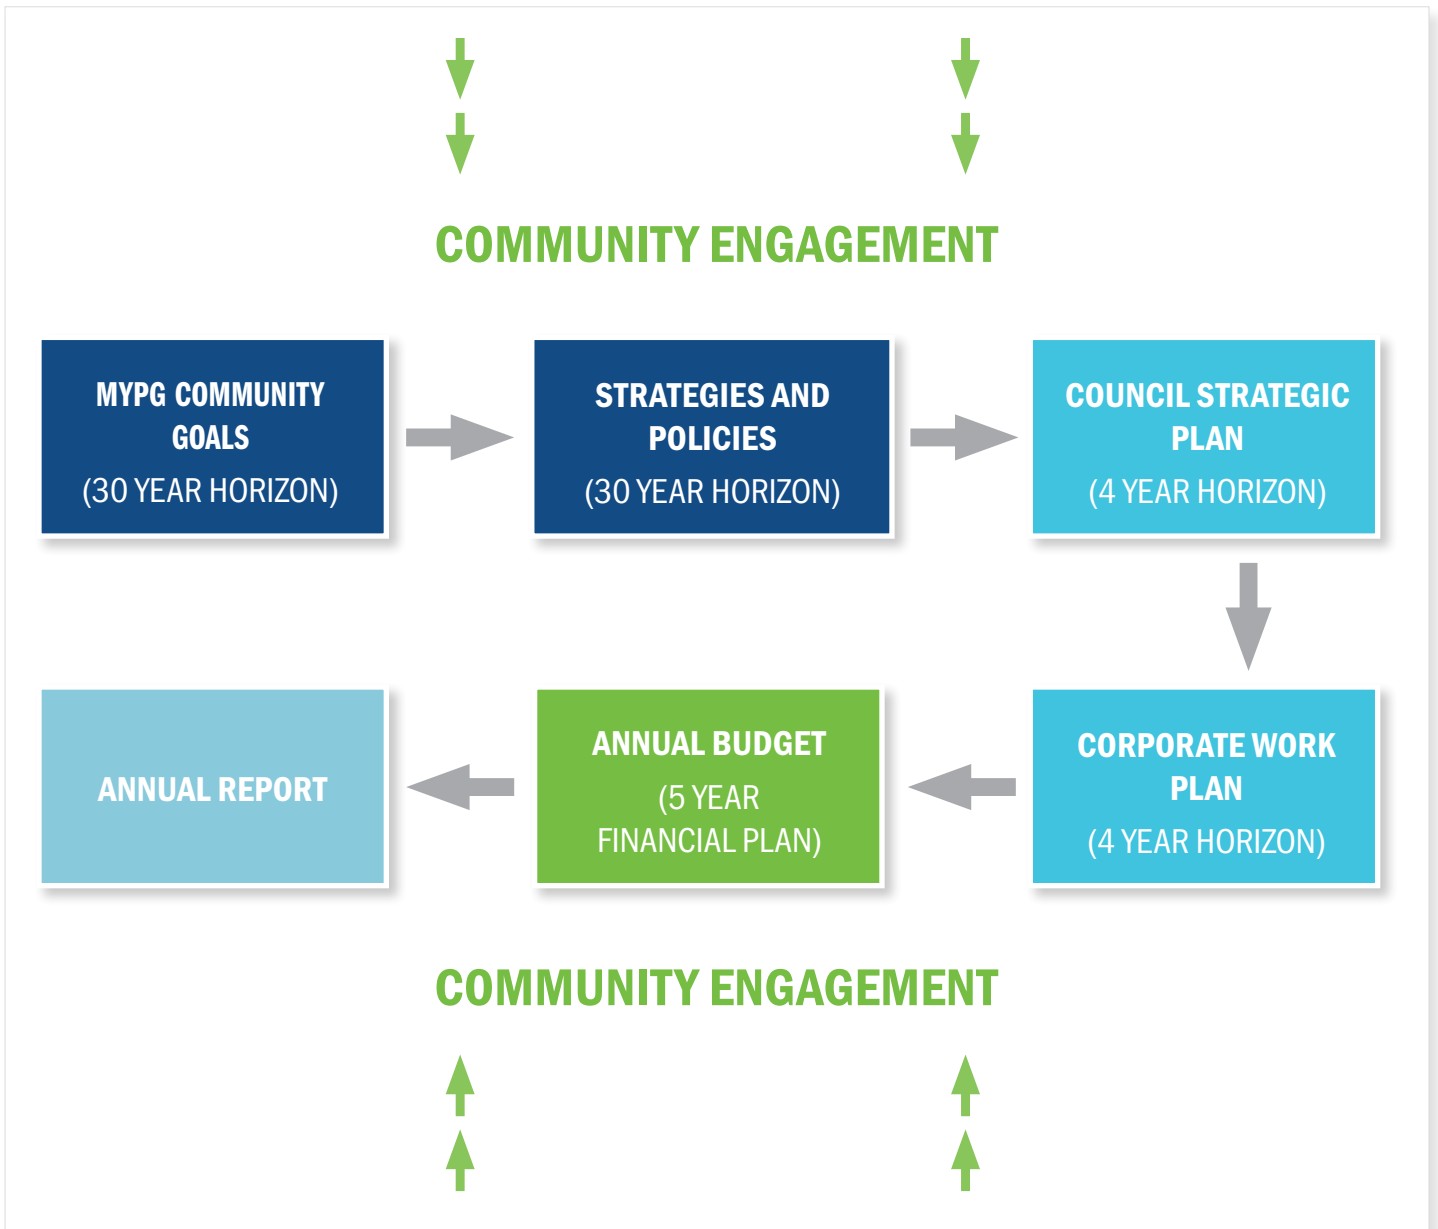 COMMUNITY ENGAGEMENT
MYPG COMMUNITY
GOALS
(30 YEAR HORIZON)
STRATEGIES AND
POLICIES
(30 YEAR HORIZON)
COUNCIL STRATEGIC
PLAN
(4 YEAR HORIZON)
ANNUAL REPORT
ANNUAL BUDGET
(5 YEAR
FINANCIAL PLAN)
CORPORATE WORK
PLAN
(4 YEAR HORIZON)
COMMUNITY ENGAGEMENT